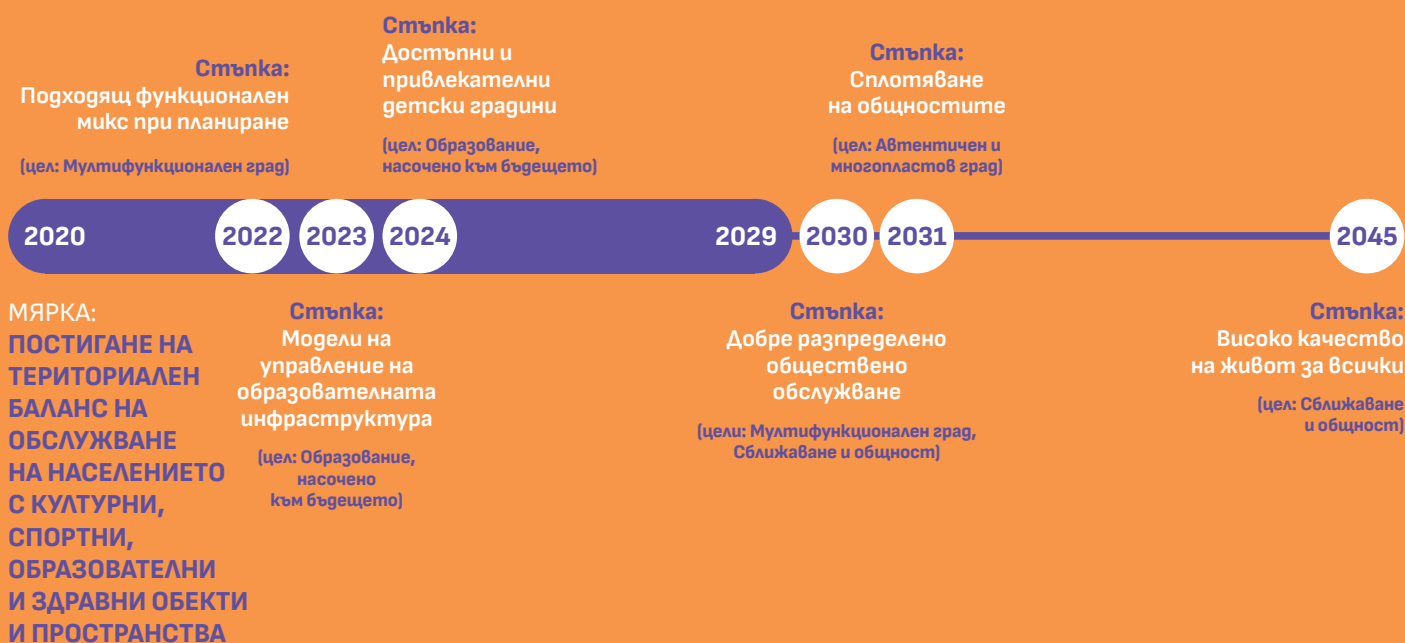 Стъпка:
Подходящ функционален
микс при планиране
(цел: Мултифункционален град)
Стъпка:
Достъпни и
привлекателни
детски градини
(цел: Образование,
насочено към бъдещето)
Стъпка:
Сплотяване
на общностите
(цел: Автентичен и
многопластов град)
2020
2022
2023
2024
2029
2030
2031
2045
МЯРКА:
ПОСТИГАНЕ НА
ТЕРИТОРИАЛЕН
БАЛАНС НА
ОБСЛУЖВАНЕ
НА НАСЕЛЕНИЕТО
С КУЛТУРНИ,
СПОРТНИ,
ОБРАЗОВАТЕЛНИ
И ЗДРАВНИ ОБЕКТИ
И ПРОСТРАНСТВА
Стъпка:
Модели на
управление на
образователната
инфраструктура
(цел: Образование,
насочено
към бъдещето)
Стъпка:
Добре разпределено
обществено
обслужване
(цели: Мултифункционален град,
Сближаване и общност)
Стъпка:
Високо качество
на живот за всички
(цел: Сближаване
и общност)